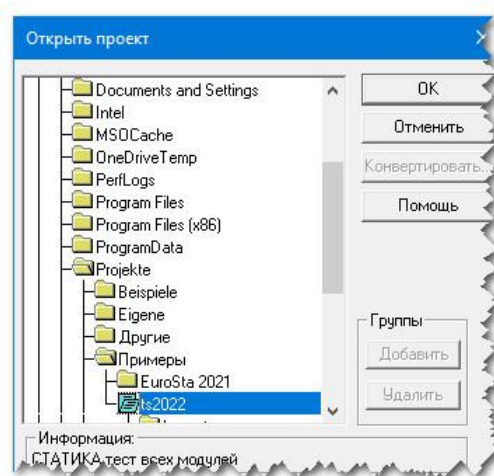 Открыть проект
Documents and Settings
Intel
MSOCache
OneDriveTemp
PerfLogs
Program Files
Program Files (x86)
ProgramData
Projekte
Beispiele
Eigene
Другие
Примеры
EuroSta 2021
ts2022
OK
Отменить
Конвертировать...
Помощь
Группы
Добавить
Удалить
Информация:
СТАТИКА тест всех модулей